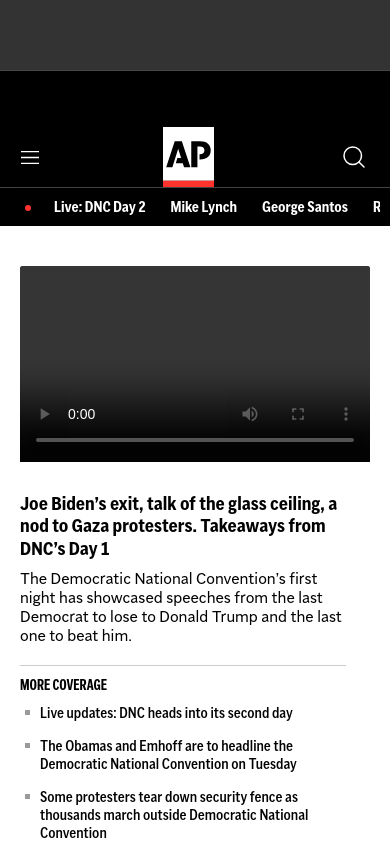 AP
Live: DNC Day 2 Mike Lynch George Santos R
0:00
Joe Biden’s exit, talk of the glass ceiling, a
nod to Gaza protesters. Takeaways from
DNC’s Day 1
The Democratic National Convention’s first
night has showcased speeches from the last
Democrat to lose to Donald Trump and the last
one to beat him.
MORE COVERAGE
Live updates: DNC heads into its second day
The Obamas and Emhoff are to headline the
Democratic National Convention on Tuesday
Some protesters tear down security fence as
thousands march outside Democratic National
Convention